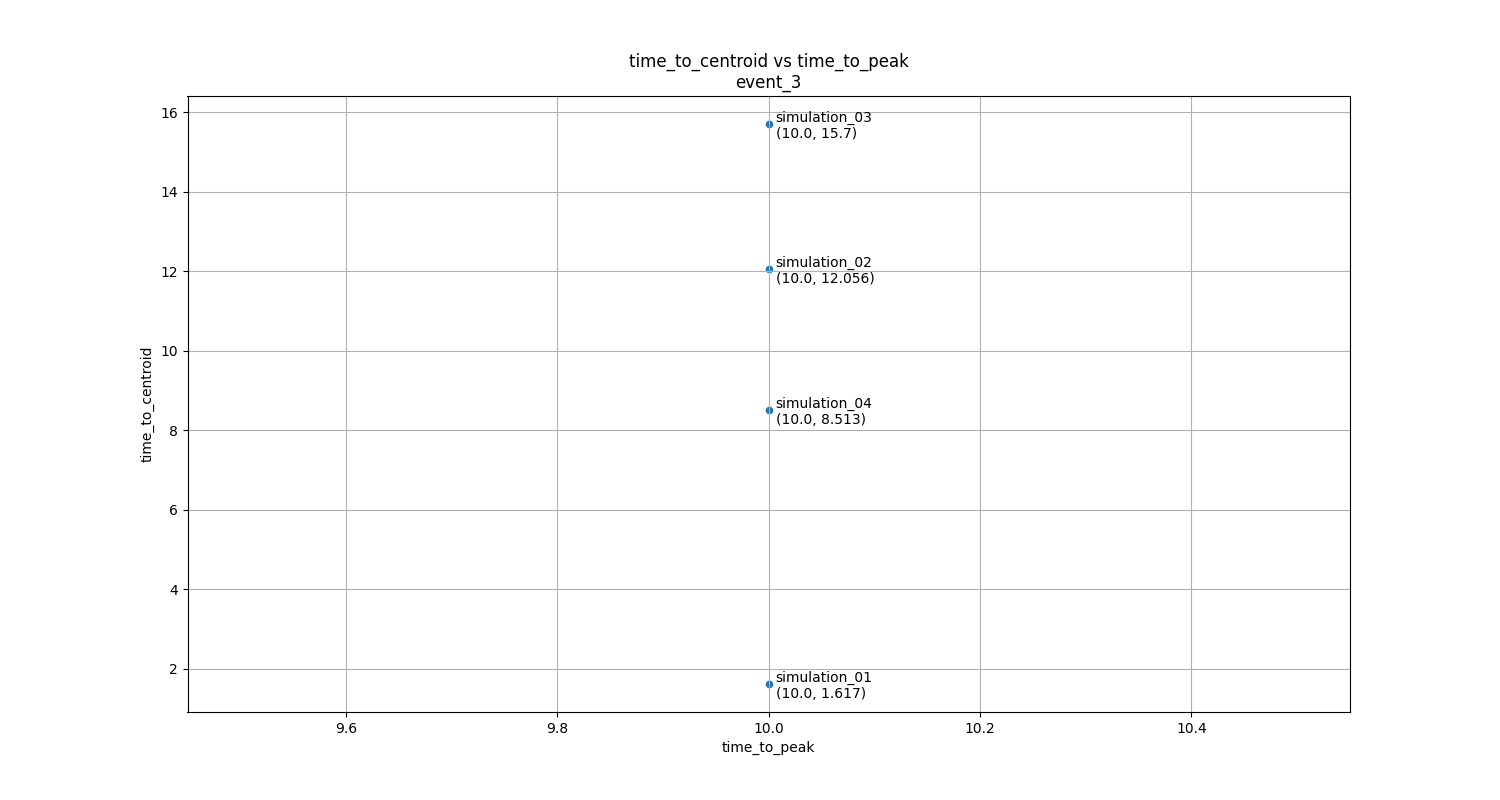 time_to_centroid vs time_to_peak
event_3
16
14
12
10
8
6
4
2
time_to_centroid
simulation_03
(10.0, 15.7)
simulation_02
(10.0, 12.056)
simulation_04
(10.0, 8.513)
simulation_01
(10.0, 1.617)
9.6 9.8 10.0 10.2 10.4
time_to_peak